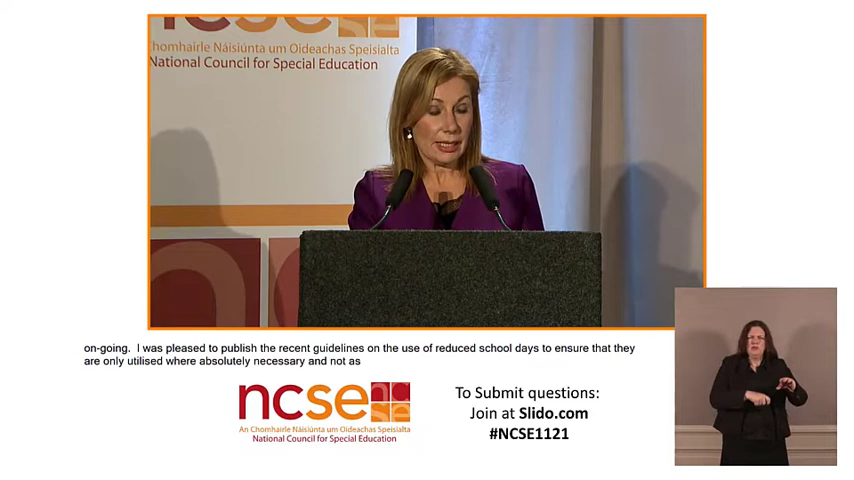 ncse
Chomhairle Náisiúnta um Oideachas Speisialta
National Council for Special Education
on-going. I was pleased to publish the recent guidelines on the use of reduced school days to ensure that they
are only utilised where absolutely necessary and not as
ncse
nc
se
An Chomhairle Náisiúnta um Oideachas Speisialta
National Council for Special Education
To Submit questions:
Join at Slido.com
#NCSE1121